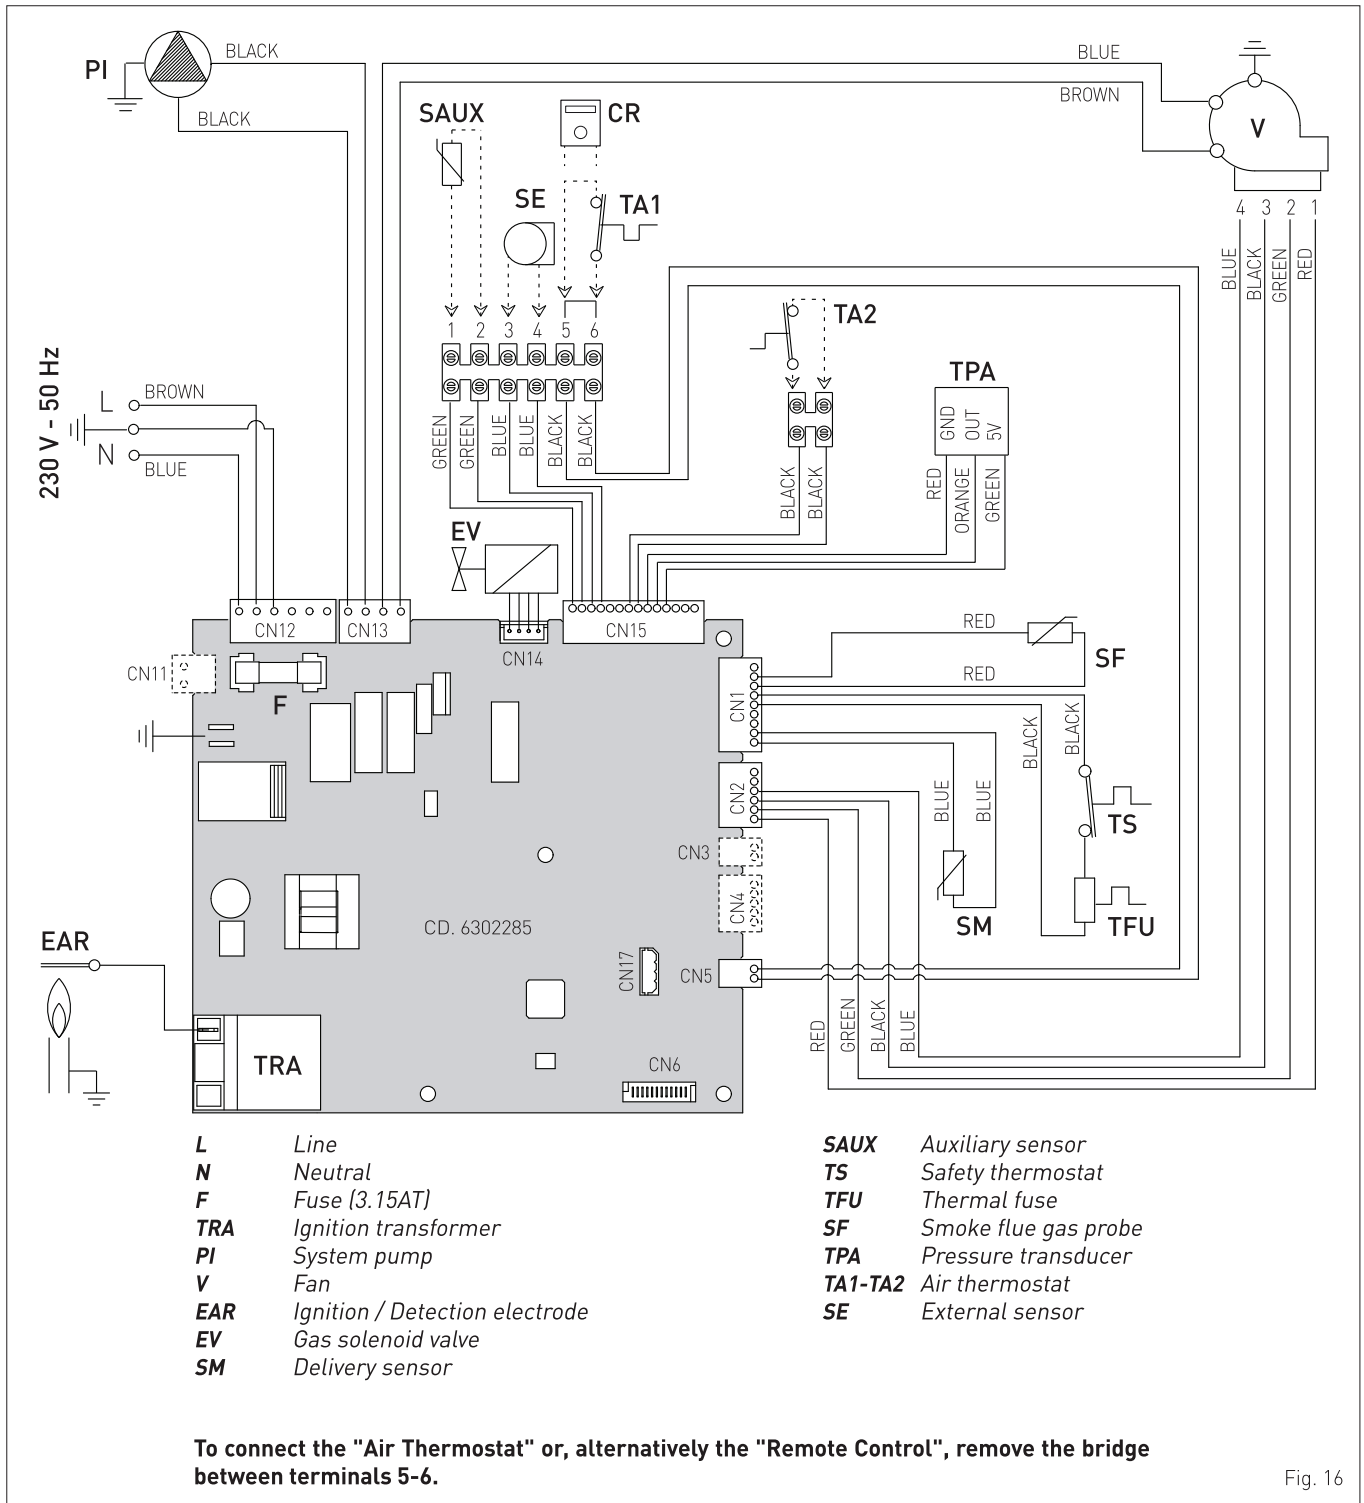 PI
BLACK
BLACK
BLUE
BROWN
V
4 3 2 1
BLUE
BLACK
GREEN
RED
SAUX
CR
SE
TA1
1 2 3 4 5 6
GREEN
GREEN
BLUE
BLUE
BLACK
BLACK
TA2
BLACK
BLACK
TPA
GND
OUT
5V
RED
ORANGE
GREEN
230 V - 50 Hz
L
BROWN
N
BLUE
EV
CN12
CN13
CN14
CN15
CN11
F
RED
SF
RED
CN1
BLACK
BLACK
CN2
BLUE
BLUE
TS
CN3
CN4
SM
TFU
CD. 6302285
CN17
CN5
EAR
RED
GREEN
BLACK
BLUE
TRA
CN6
L Line
N Neutral
F Fuse (3.15AT)
TRA Ignition transformer
PI System pump
V Fan
EAR Ignition / Detection electrode
EV Gas solenoid valve
SM Delivery sensor
SAUX Auxiliary sensor
TS Safety thermostat
TFU Thermal fuse
SF Smoke flue gas probe
TPA Pressure transducer
TA1-TA2 Air thermostat
SE External sensor
To connect the "Air Thermostat" or, alternatively the "Remote Control", remove the bridge
between terminals 5-6.
Fig. 16